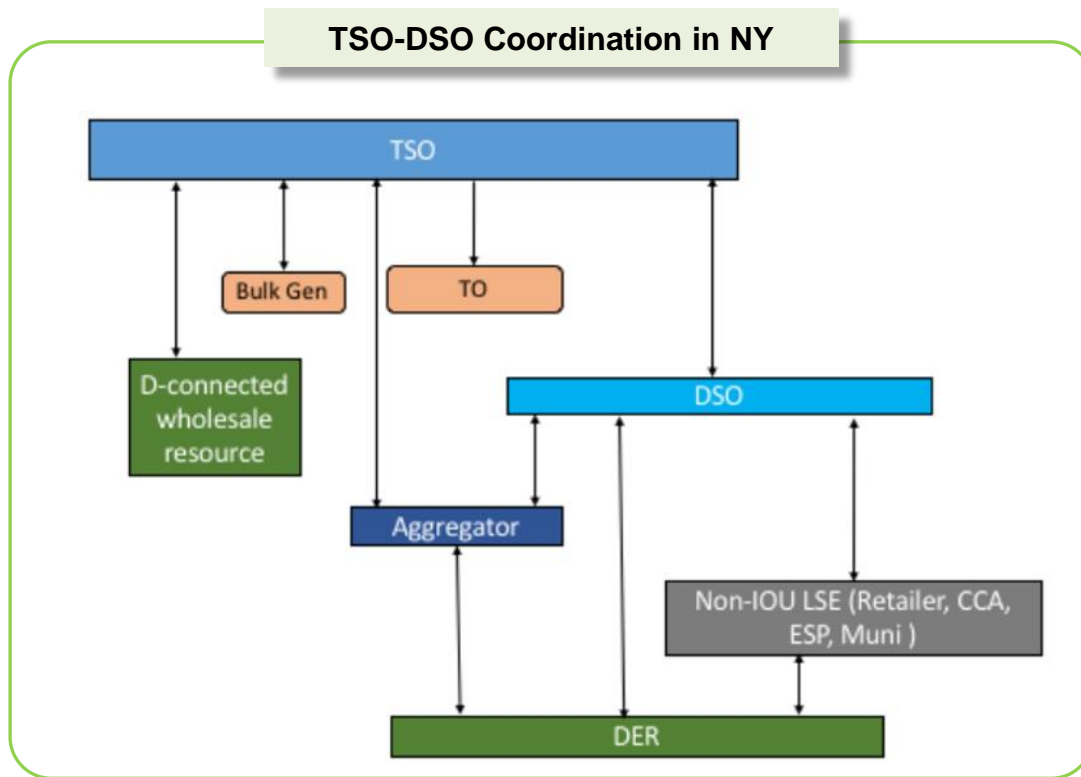 TSO-DSO Coordination in NY
TSO
Bulk Gen
TO
D-connected
wholesale
resource
DSO
Aggregator
Non-IOU LSE (Retailer, CCA,
ESP, Muni )
DER